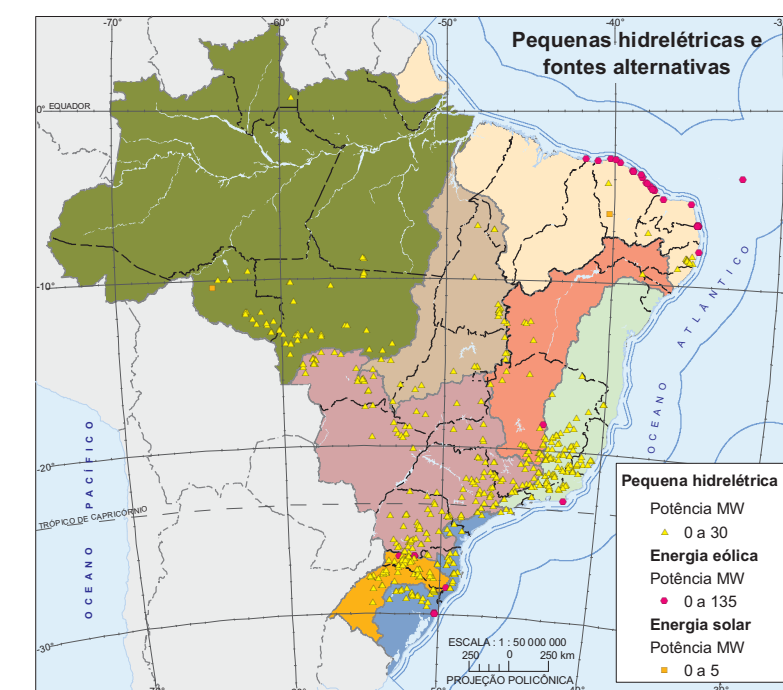 -70°
-60°
-50°
-40°
Pequenas hidrelétricas e
fontes alternativas
0° EQUADOR
-10°
-20°
TRÓPICO DE CAPRICÓRNIO
-30°
OCEANO PACÍFICO
OCEANO ATLÂNTICO
Pequena hidrelétrica
Potência MW
0 a 30
Energia eólica
Potência MW
0 a 135
Energia solar
Potência MW
0 a 5
ESCALA : 1 : 50 000 000
250 0 250 km
PROJEÇÃO POLICÔNICA